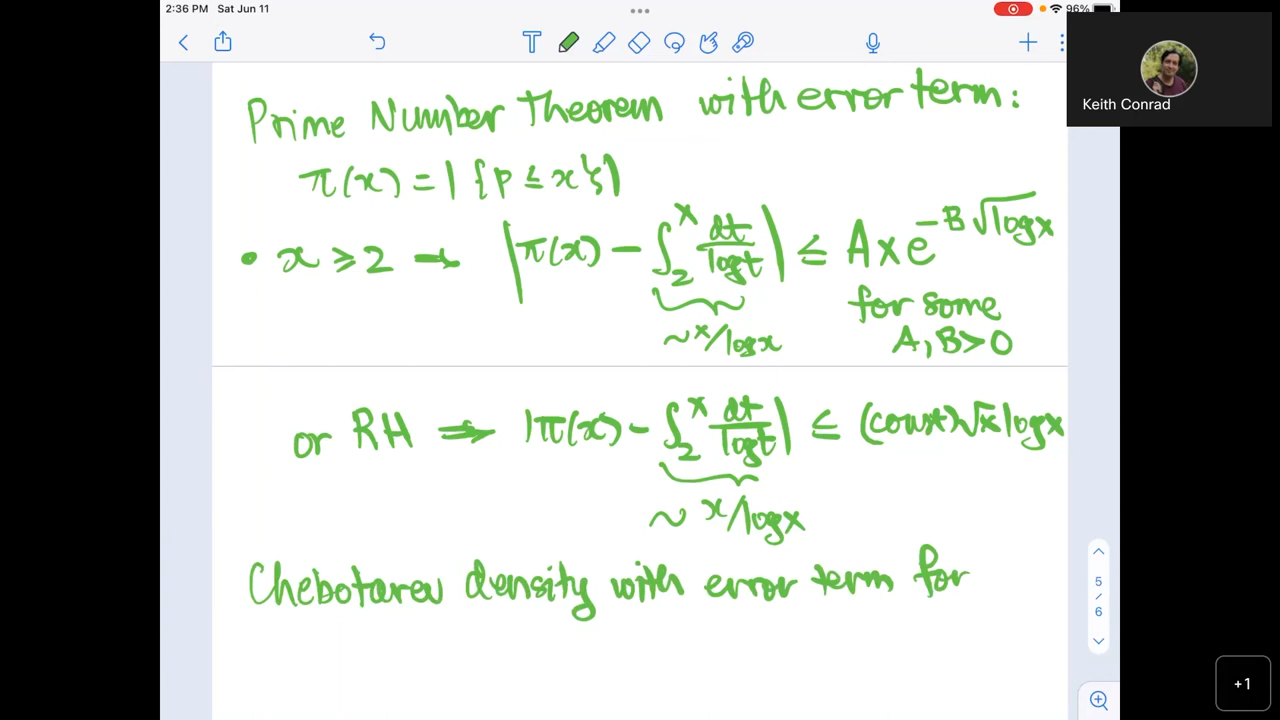 2:36 PM Sat Jun 11
96%
Keith Conrad
Prime Number Theorem with error term:
π(x) = |{p ≤ x}|
• x ≥ 2 → |π(x) − ∫₂ˣ dt/log t| ≤ A x e^{−B√log x}
∼ x/log x
for some
A, B > 0
or RH ⇒ |π(x) − ∫₂ˣ dt/log t| ≤ (const)√x log x
∼ x/log x
Chebotarev density with error term for
5
/
6
+1